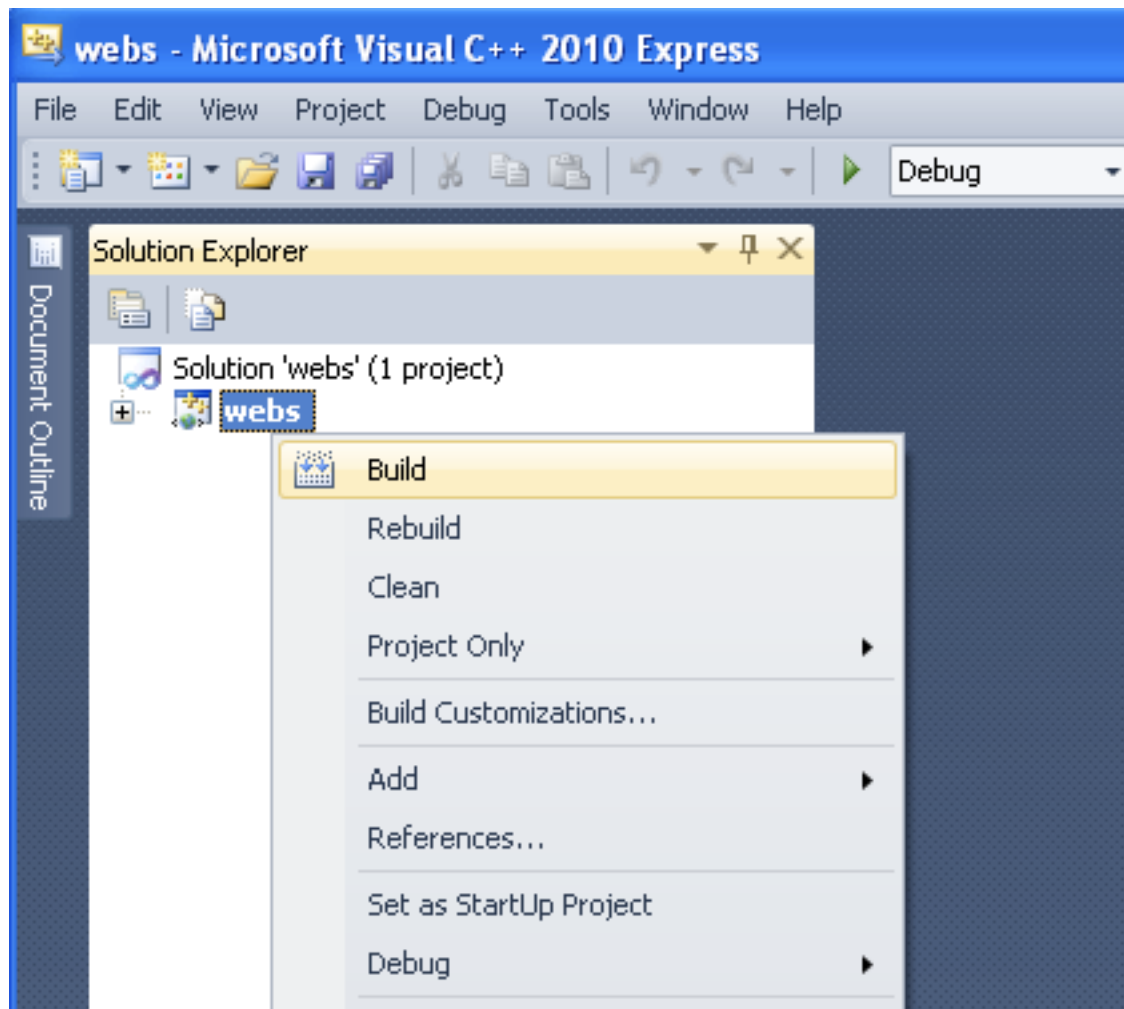 webs - Microsoft Visual C++ 2010 Express
File Edit View Project Debug Tools Window Help
Debug
Document Outline
Solution Explorer
Solution 'webs' (1 project)
webs
Build
Rebuild
Clean
Project Only
Build Customizations...
Add
References...
Set as StartUp Project
Debug